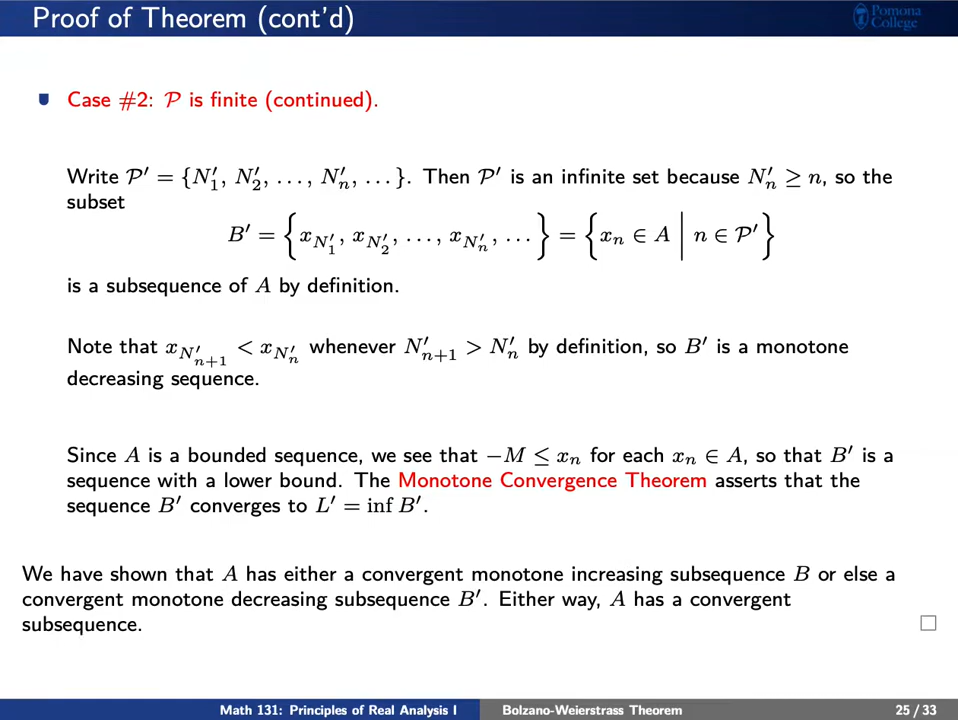 Proof of Theorem (cont'd)
Pomona
College
Case #2: 𝒫 is finite (continued).
Write 𝒫′ = {N′₁, N′₂, . . . , N′ₙ, . . . }. Then 𝒫′ is an infinite set because N′ₙ ≥ n, so the
subset
B′ = {x_{N′₁}, x_{N′₂}, . . . , x_{N′ₙ}, . . . } = {xₙ ∈ A | n ∈ 𝒫′}
is a subsequence of A by definition.
Note that x_{N′ₙ₊₁} < x_{N′ₙ} whenever N′ₙ₊₁ > N′ₙ by definition, so B′ is a monotone
decreasing sequence.
Since A is a bounded sequence, we see that −M ≤ xₙ for each xₙ ∈ A, so that B′ is a
sequence with a lower bound. The Monotone Convergence Theorem asserts that the
sequence B′ converges to L′ = inf B′.
We have shown that A has either a convergent monotone increasing subsequence B or else a
convergent monotone decreasing subsequence B′. Either way, A has a convergent
subsequence. □
Math 131: Principles of Real Analysis I Bolzano-Weierstrass Theorem 25 / 33